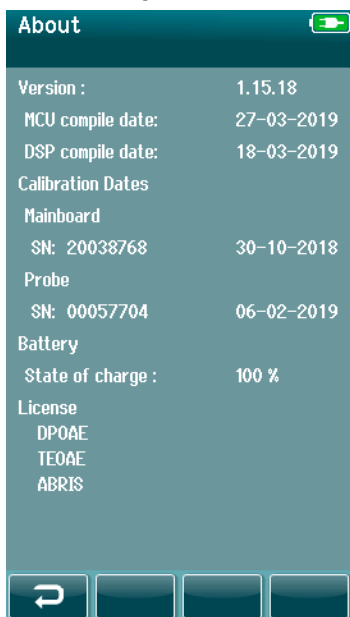 About
Version : 1.15.18
MCU compile date: 27-03-2019
DSP compile date: 18-03-2019
Calibration Dates
Mainboard
SN: 20038768 30-10-2018
Probe
SN: 00057704 06-02-2019
Battery
State of charge : 100 %
License
DPOAE
TEOAE
ABRIS